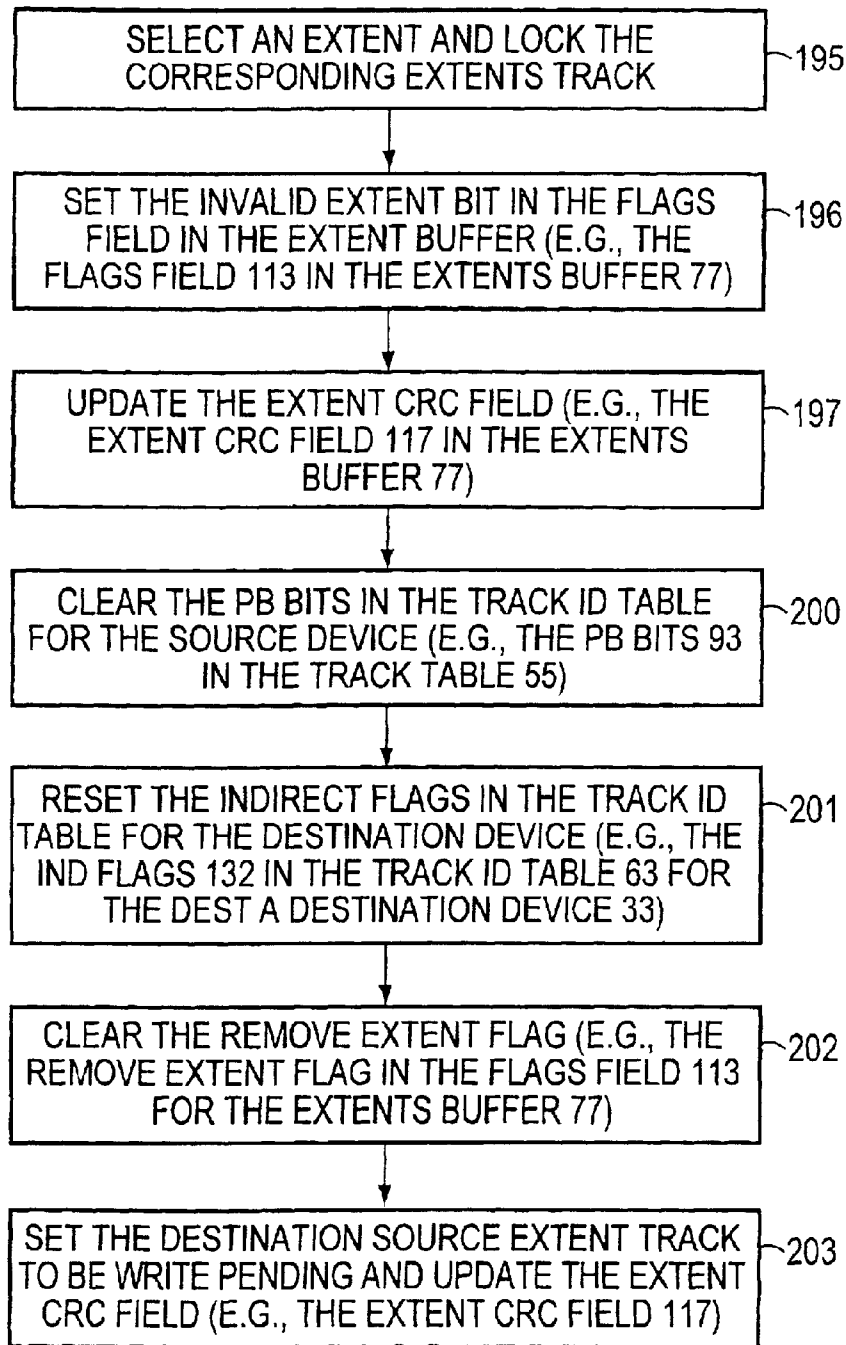 SELECT AN EXTENT AND LOCK THE
CORRESPONDING EXTENTS TRACK
195
SET THE INVALID EXTENT BIT IN THE FLAGS
FIELD IN THE EXTENT BUFFER (E.G., THE
FLAGS FIELD 113 IN THE EXTENTS BUFFER 77)
196
UPDATE THE EXTENT CRC FIELD (E.G., THE
EXTENT CRC FIELD 117 IN THE EXTENTS
BUFFER 77)
197
CLEAR THE PB BITS IN THE TRACK ID TABLE
FOR THE SOURCE DEVICE (E.G., THE PB BITS 93
IN THE TRACK TABLE 55)
200
RESET THE INDIRECT FLAGS IN THE TRACK ID
TABLE FOR THE DESTINATION DEVICE (E.G., THE
IND FLAGS 132 IN THE TRACK ID TABLE 63 FOR
THE DEST A DESTINATION DEVICE 33)
201
CLEAR THE REMOVE EXTENT FLAG (E.G., THE
REMOVE EXTENT FLAG IN THE FLAGS FIELD 113
FOR THE EXTENTS BUFFER 77)
202
SET THE DESTINATION SOURCE EXTENT TRACK
TO BE WRITE PENDING AND UPDATE THE EXTENT
CRC FIELD (E.G., THE EXTENT CRC FIELD 117)
203